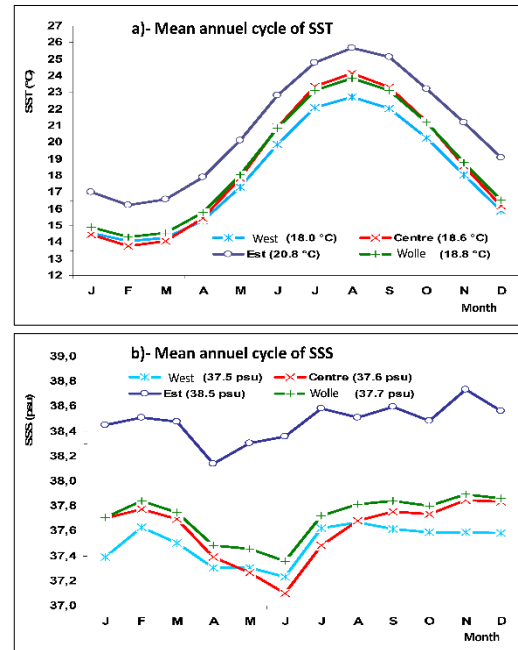 a)- Mean annuel cycle of SST
27
26
25
24
23
22
21
20
19
18
17
16
15
14
13
12
SST (°C)
West (18.0 °C)
Centre (18.6 °C)
Est (20.8 °C)
Wolle (18.8 °C)
J F M A M J J A S O N D
Month
b)- Mean annuel cycle of SSS
39,0
38,8
38,6
38,4
38,2
38,0
37,8
37,6
37,4
37,2
37,0
SSS (psu)
West (37.5 psu)
Centre (37.6 psu)
Est (38.5 psu)
Wolle (37.7 psu)
J F M A M J J A S O N D
Month